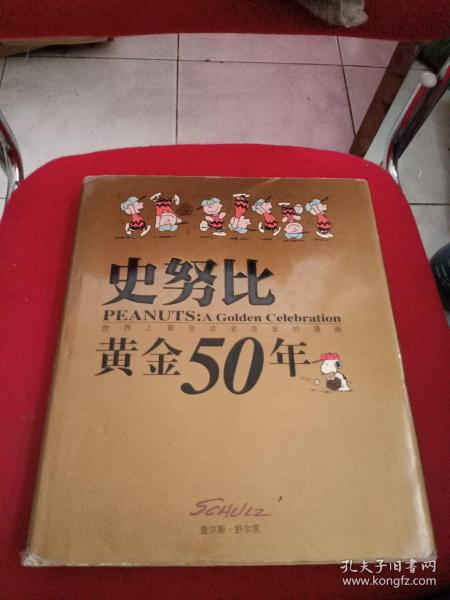 史努比
PEANUTS: A Golden Celebration
世界上最受读者喜爱的漫画
黄金50年
SCHULZ
查尔斯·舒尔茨
孔夫子旧书网
www.kongfz.com